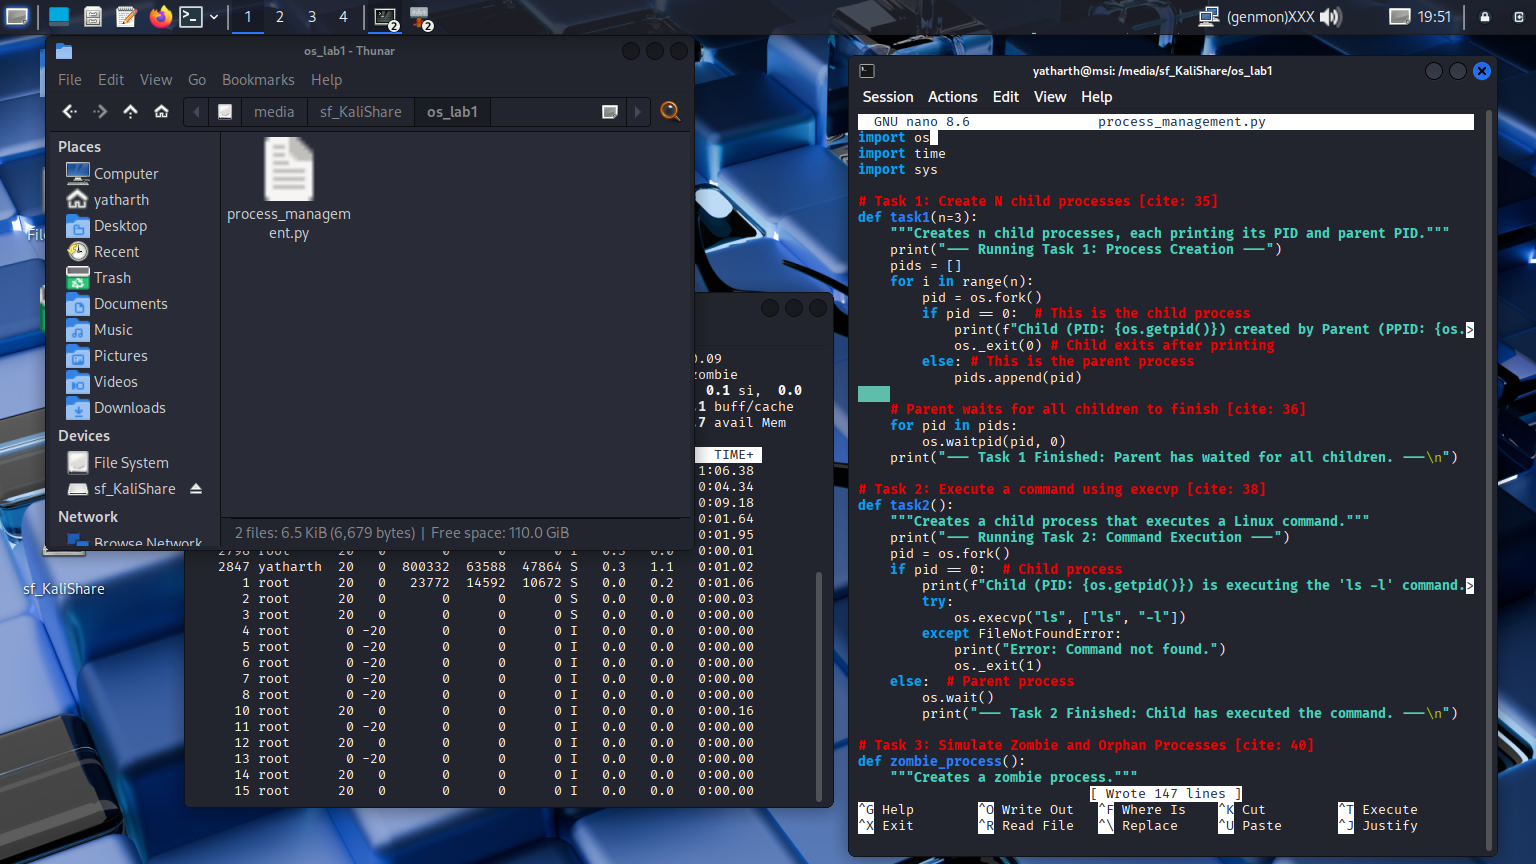 1 2 3 4 2 2 (genmon)XXX 19:51
os_lab1 - Thunar
File Edit View Go Bookmarks Help
media sf_KaliShare os_lab1
Places
Computer
yatharth
Desktop
Recent
Trash
Documents
Music
Pictures
Videos
Downloads
Devices
File System
sf_KaliShare
Network
Browse Network
process_managem
ent.py
2 files: 6.5 KiB (6,679 bytes) | Free space: 110.0 GiB
sf_KaliShare
0.09
zombie
0.1 si, 0.0
.1 buff/cache
.7 avail Mem
TIME+
1:06.38
0:04.34
0:09.18
0:01.64
0:01.95
2798 root 20 0 0 0 0 I 0.3 0.0 0:00.01
2847 yatharth 20 0 800332 63588 47864 S 0.3 1.1 0:01.02
1 root 20 0 23772 14592 10672 S 0.0 0.2 0:01.06
2 root 20 0 0 0 0 S 0.0 0.0 0:00.03
3 root 20 0 0 0 0 S 0.0 0.0 0:00.00
4 root 0 -20 0 0 0 I 0.0 0.0 0:00.00
5 root 0 -20 0 0 0 I 0.0 0.0 0:00.00
6 root 0 -20 0 0 0 I 0.0 0.0 0:00.00
7 root 0 -20 0 0 0 I 0.0 0.0 0:00.00
8 root 0 -20 0 0 0 I 0.0 0.0 0:00.00
10 root 20 0 0 0 0 I 0.0 0.0 0:00.16
11 root 0 -20 0 0 0 I 0.0 0.0 0:00.00
12 root 20 0 0 0 0 I 0.0 0.0 0:00.00
13 root 0 -20 0 0 0 I 0.0 0.0 0:00.00
14 root 20 0 0 0 0 I 0.0 0.0 0:00.00
15 root 20 0 0 0 0 I 0.0 0.0 0:00.00
yatharth@msi: /media/sf_KaliShare/os_lab1
Session Actions Edit View Help
GNU nano 8.6 process_management.py
import os
import time
import sys
# Task 1: Create N child processes [cite: 35]
def task1(n=3):
"""Creates n child processes, each printing its PID and parent PID."""
print("--- Running Task 1: Process Creation ---")
pids = []
for i in range(n):
pid = os.fork()
if pid == 0: # This is the child process
print(f"Child (PID: {os.getpid()}) created by Parent (PPID: {os.>
os._exit(0) # Child exits after printing
else: # This is the parent process
pids.append(pid)
# Parent waits for all children to finish [cite: 36]
for pid in pids:
os.waitpid(pid, 0)
print("--- Task 1 Finished: Parent has waited for all children. ---\n")
# Task 2: Execute a command using execvp [cite: 38]
def task2():
"""Creates a child process that executes a Linux command."""
print("--- Running Task 2: Command Execution ---")
pid = os.fork()
if pid == 0: # Child process
print(f"Child (PID: {os.getpid()}) is executing the 'ls -l' command.>
try:
os.execvp("ls", ["ls", "-l"])
except FileNotFoundError:
print("Error: Command not found.")
os._exit(1)
else: # Parent process
os.wait()
print("--- Task 2 Finished: Child has executed the command. ---\n")
# Task 3: Simulate Zombie and Orphan Processes [cite: 40]
def zombie_process():
"""Creates a zombie process."""
[ Wrote 147 lines ]
^G Help ^O Write Out ^F Where Is ^K Cut ^T Execute
^X Exit ^R Read File ^\ Replace ^U Paste ^J Justify